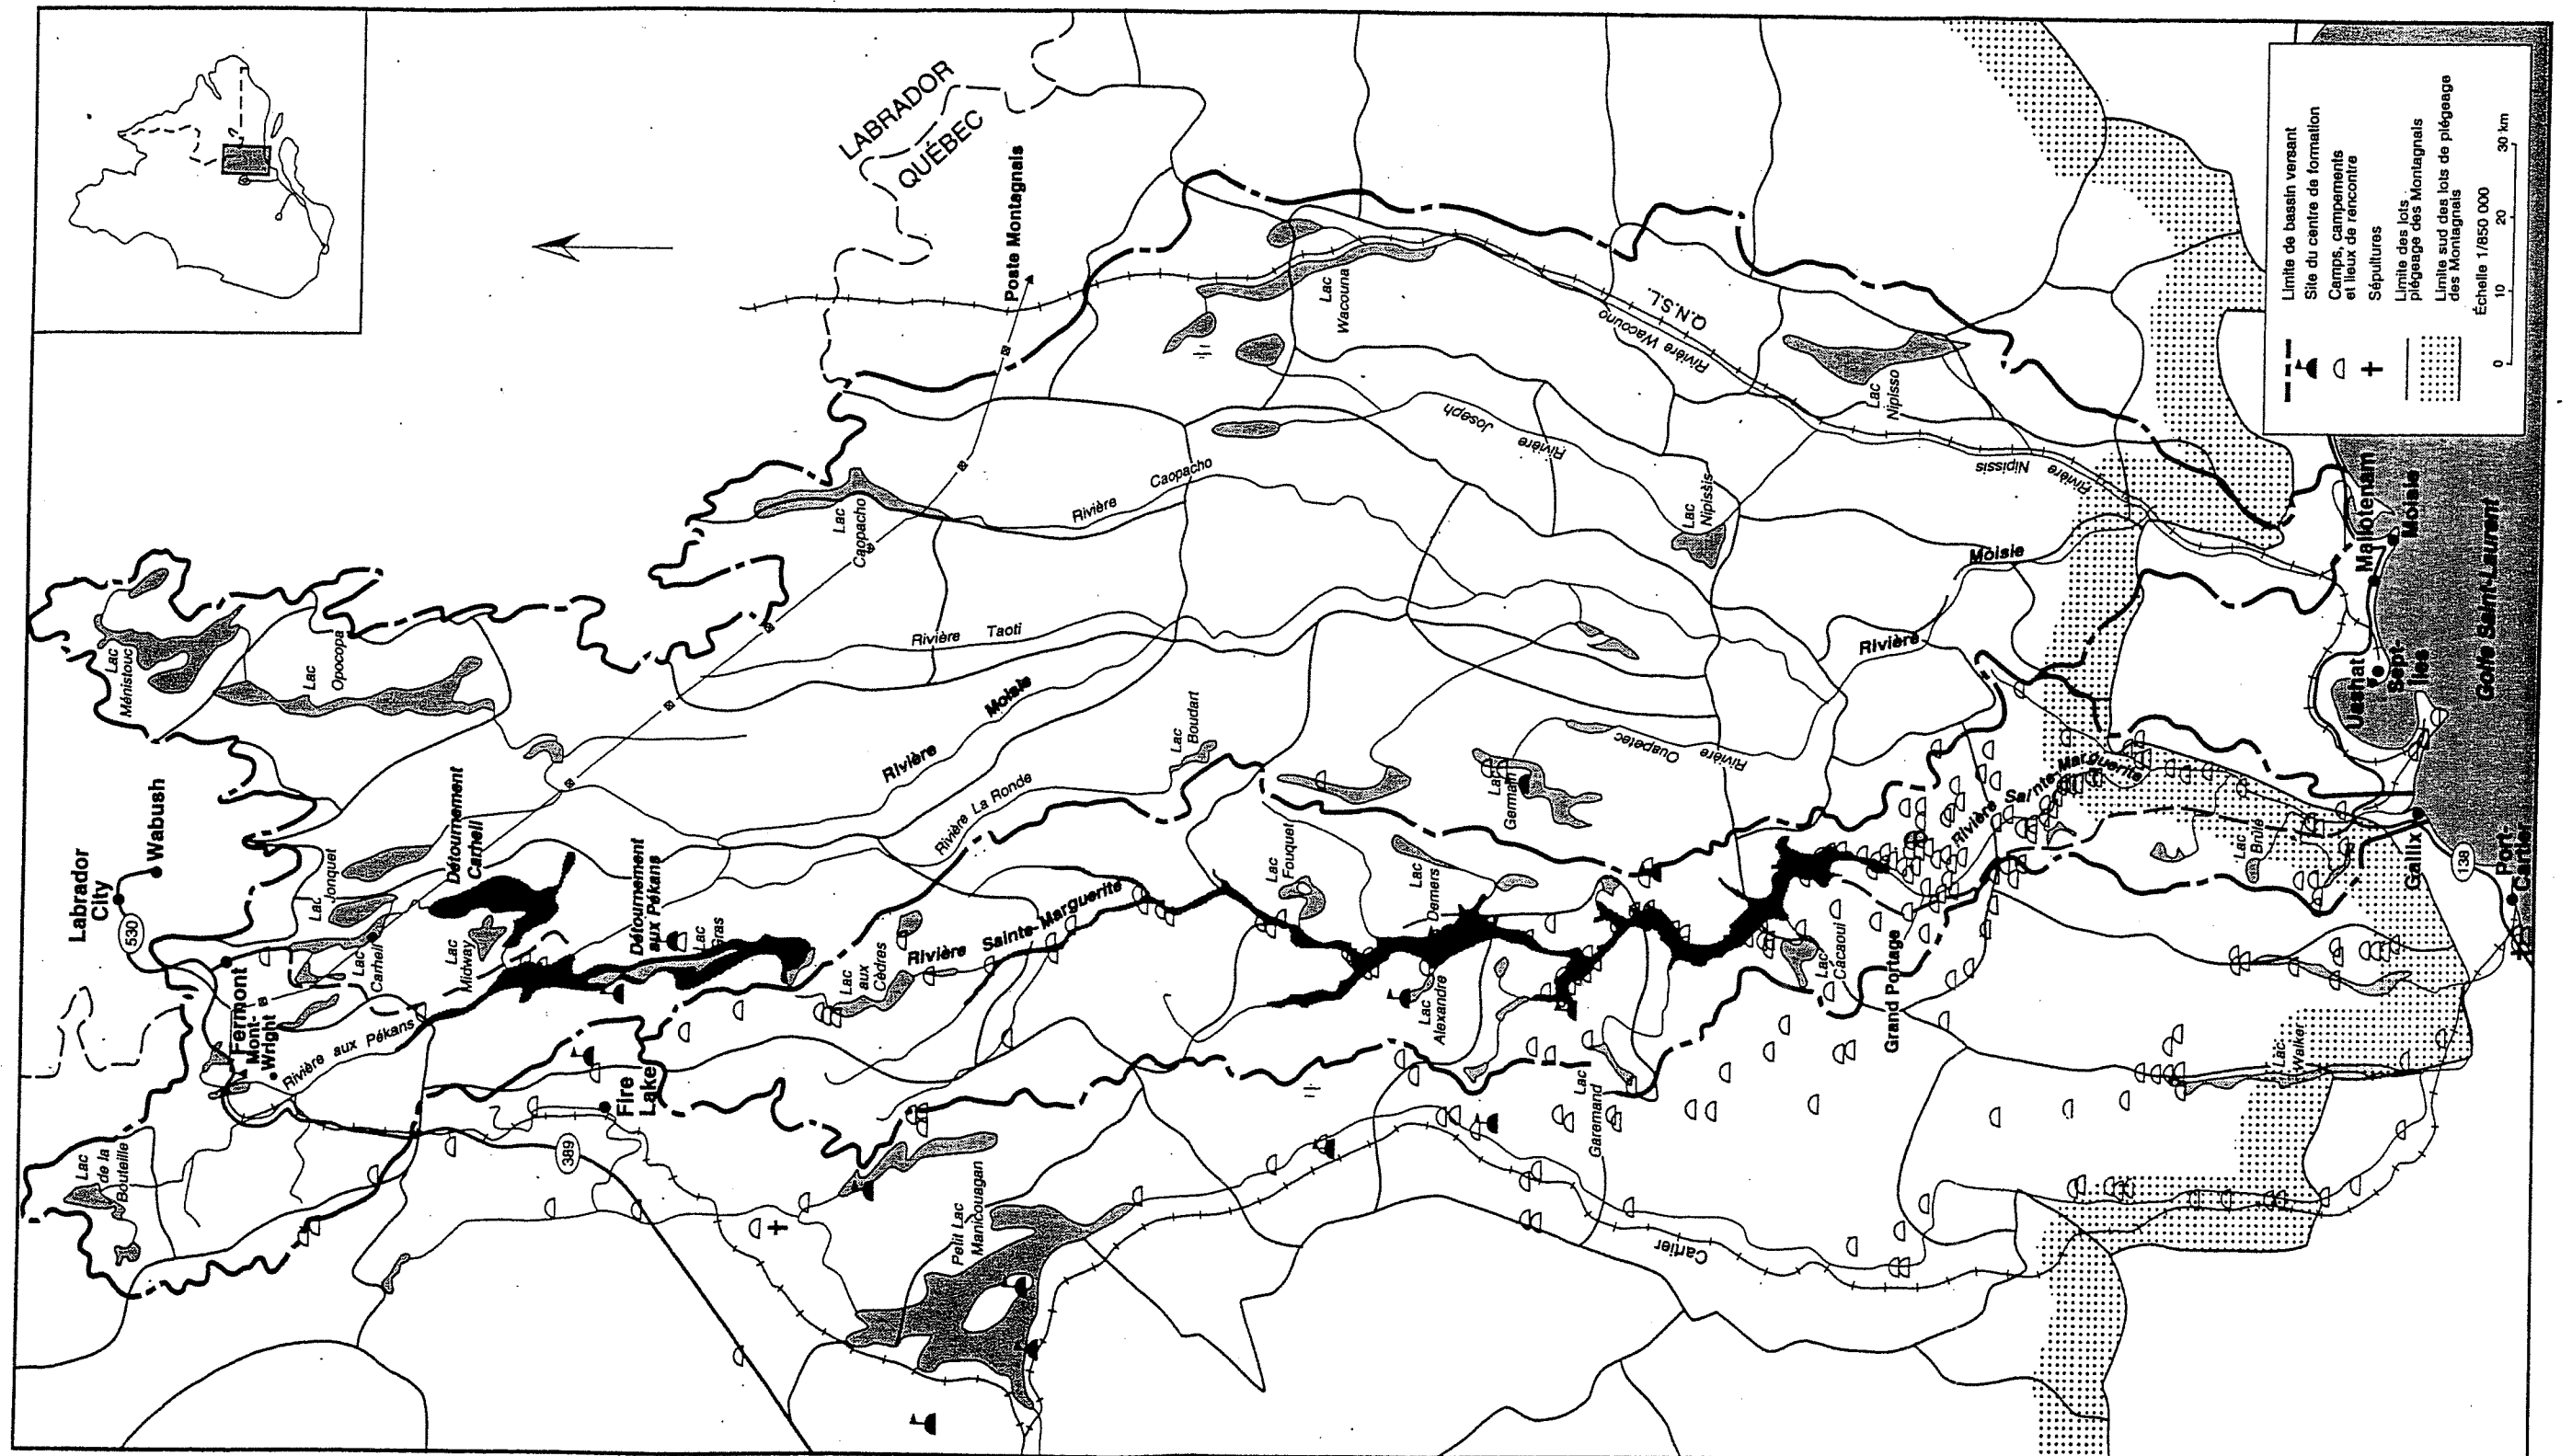 LABRADOR
QUÉBEC
Poste Montagnais
Labrador
City
Wabush
530
Fermont
Mont-
Wright
Lac
de la
Bouteille
Lac
Ménistouc
Lac
Opocopa
Lac
Jonquet
Lac
Carheil
Détournement
Carheil
Lac
Midway
Détournement
aux Pékans
Lac
Gras
Rivière aux Pékans
Fire
Lake
389
Lac
aux
Cèdres
Rivière Sainte-Marguerite
Rivière La Ronde
Rivière Moisie
Rivière Taoti
Lac
Caopacho
Rivière Caopacho
Lac
Boudart
Lac
Wacouna
Q.N.S.L.
Rivière Wacouno
Rivière Joseph
Lac
Nipisso
Lac
Nipissis
Rivière Nipissis
Rivière Moisie
Rivière Ouapetec
Lac
Germain
Lac
Fouquet
Lac
Demers
Lac
Alexandre
Lac
Garemand
Petit Lac
Manicouagan
Cartier
Lac
Cacaoui
Grand Portage
Rivière Sainte-Marguerite
Lac
Brûlé
Lac
Walker
Gallix
138
Port-
Cartier
Uashat
Sept-
Îles
Maliotenam
Moisie
Golfe Saint-Laurent
Limite de bassin versant
Site du centre de formation
Camps, campements
et lieux de rencontre
Sépultures
Limite des lots
piégeage des Montagnais
Limite sud des lots de piégeage
des Montagnais
Échelle 1/850 000
0 10 20 30 km